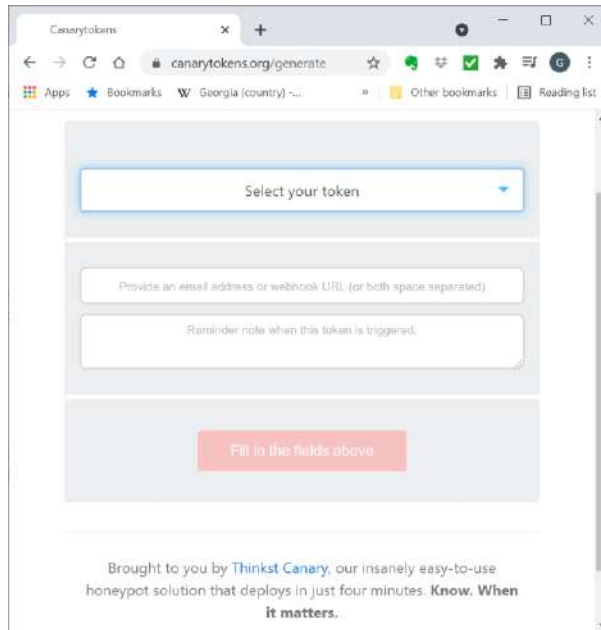 Canarytokens
canarytokens.org/generate
G
Apps Bookmarks W Georgia (country) -... » Other bookmarks Reading list
Select your token
Provide an email address or webhook URL (or both space separated)
Reminder note when this token is triggered.
Fill in the fields above
Brought to you by Thinkst Canary, our insanely easy-to-use
honeypot solution that deploys in just four minutes. Know. When
it matters.